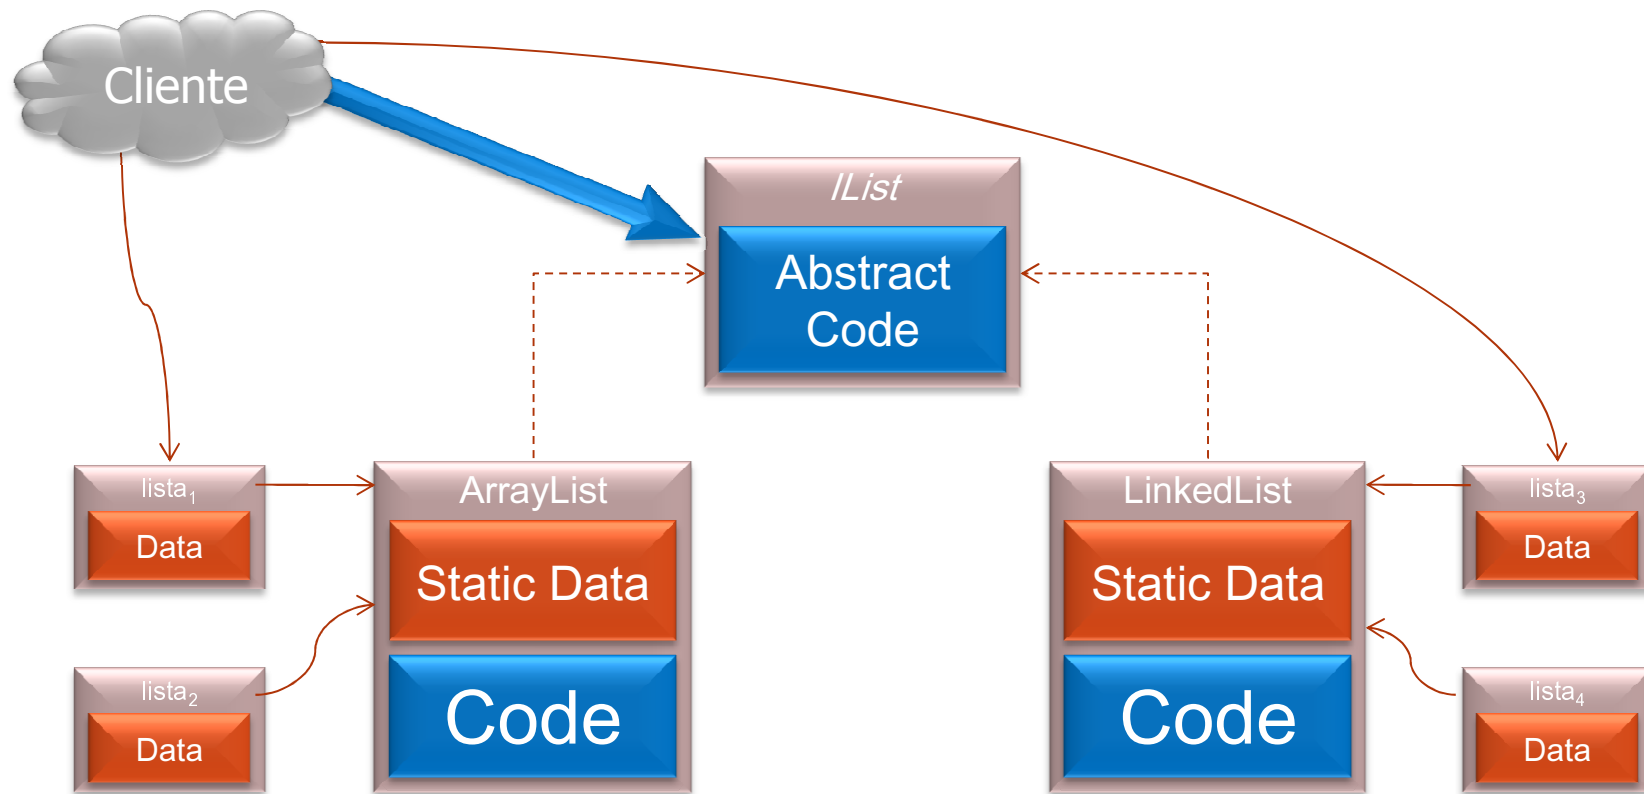 Cliente
IList
Abstract
Code
lista₁
Data
ArrayList
Static Data
Code
lista₂
Data
LinkedList
Static Data
Code
lista₃
Data
lista₄
Data